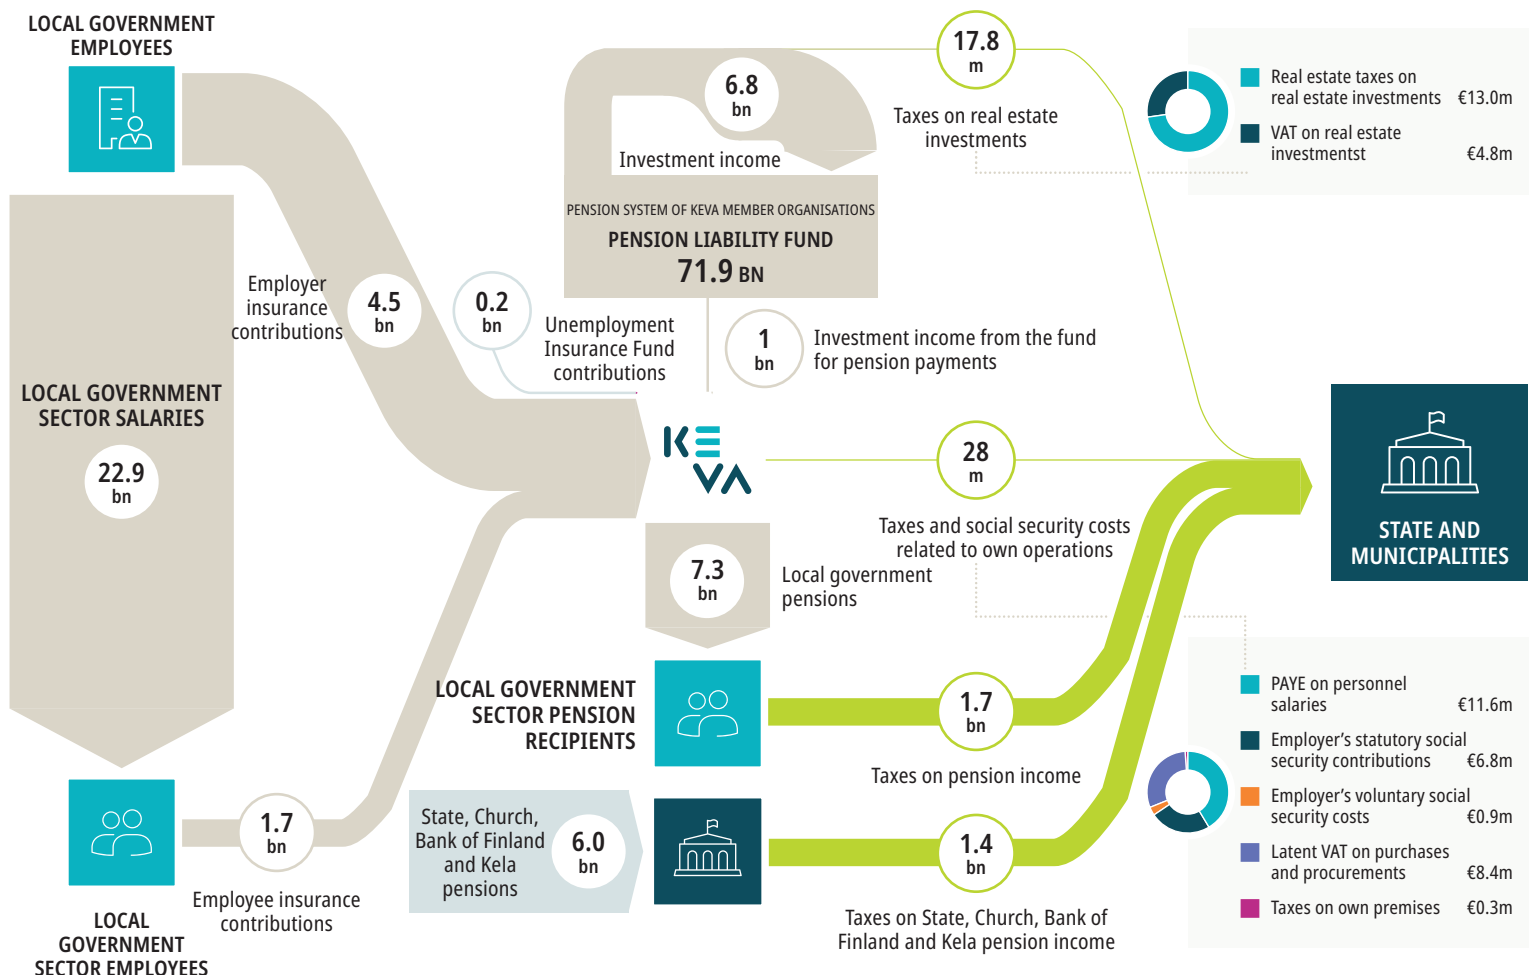 LOCAL GOVERNMENT
EMPLOYEES
LOCAL GOVERNMENT
SECTOR SALARIES
22.9
bn
LOCAL
GOVERNMENT
SECTOR EMPLOYEES
Employer
insurance
contributions
4.5
bn
0.2
bn
Unemployment
Insurance Fund
contributions
1.7
bn
Employee insurance
contributions
6.8
bn
Investment income
PENSION SYSTEM OF KEVA MEMBER ORGANISATIONS
PENSION LIABILITY FUND
71.9 BN
1
bn
Investment income from the fund
for pension payments
KEVA
7.3
bn
Local government
pensions
LOCAL GOVERNMENT
SECTOR PENSION
RECIPIENTS
State, Church,
Bank of Finland
and Kela
pensions
6.0
bn
17.8
m
Taxes on real estate
investments
28
m
Taxes and social security costs
related to own operations
1.7
bn
Taxes on pension income
1.4
bn
Taxes on State, Church, Bank of
Finland and Kela pension income
Real estate taxes on
real estate investments €13.0m
VAT on real estate
investmentst €4.8m
STATE AND
MUNICIPALITIES
PAYE on personnel
salaries €11.6m
Employer's statutory social
security contributions €6.8m
Employer's voluntary social
security costs €0.9m
Latent VAT on purchases
and procurements €8.4m
Taxes on own premises €0.3m